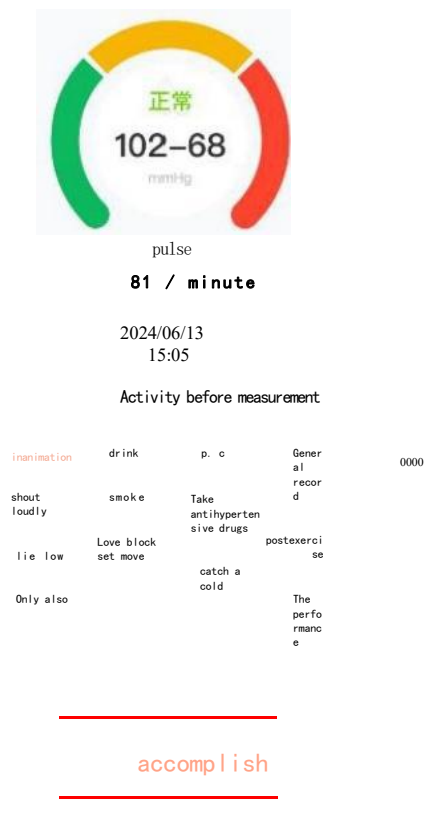 正常
102-68
mmHg
pulse
81 / minute
2024/06/13
15:05
Activity before measurement
inanimation
drink
p. c
Gener
al
recor
d
0000
shout
loudly
smoke
Take
antihyperten
sive drugs
postexerci
se
lie low
Love block
set move
catch a
cold
Only also
The
perfo
rmanc
e
accomplish